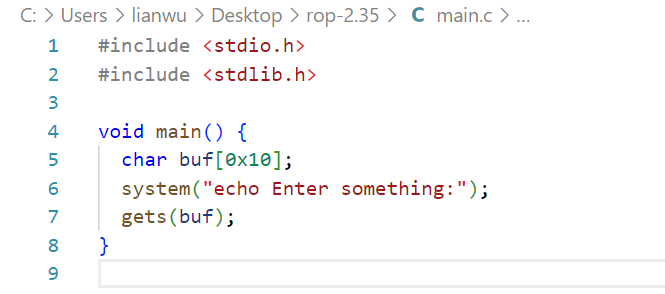 C: > Users > lianwu > Desktop > rop-2.35 > C main.c > ...
1 #include <stdio.h>
2 #include <stdlib.h>
3
4 void main() {
5 char buf[0x10];
6 system("echo Enter something:");
7 gets(buf);
8 }
9